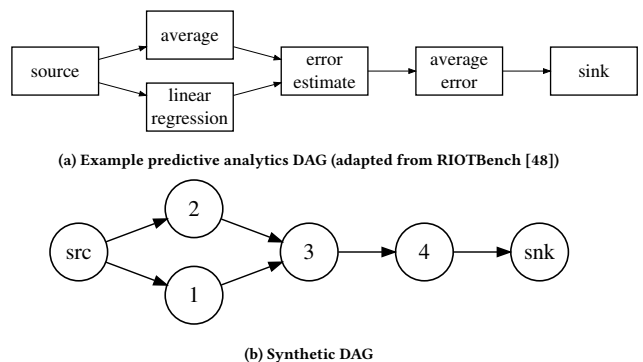 average
source
error
estimate
average
error
sink
linear
regression
(a) Example predictive analytics DAG (adapted from RIOTBench [48])
2
src
3
4
snk
1
(b) Synthetic DAG